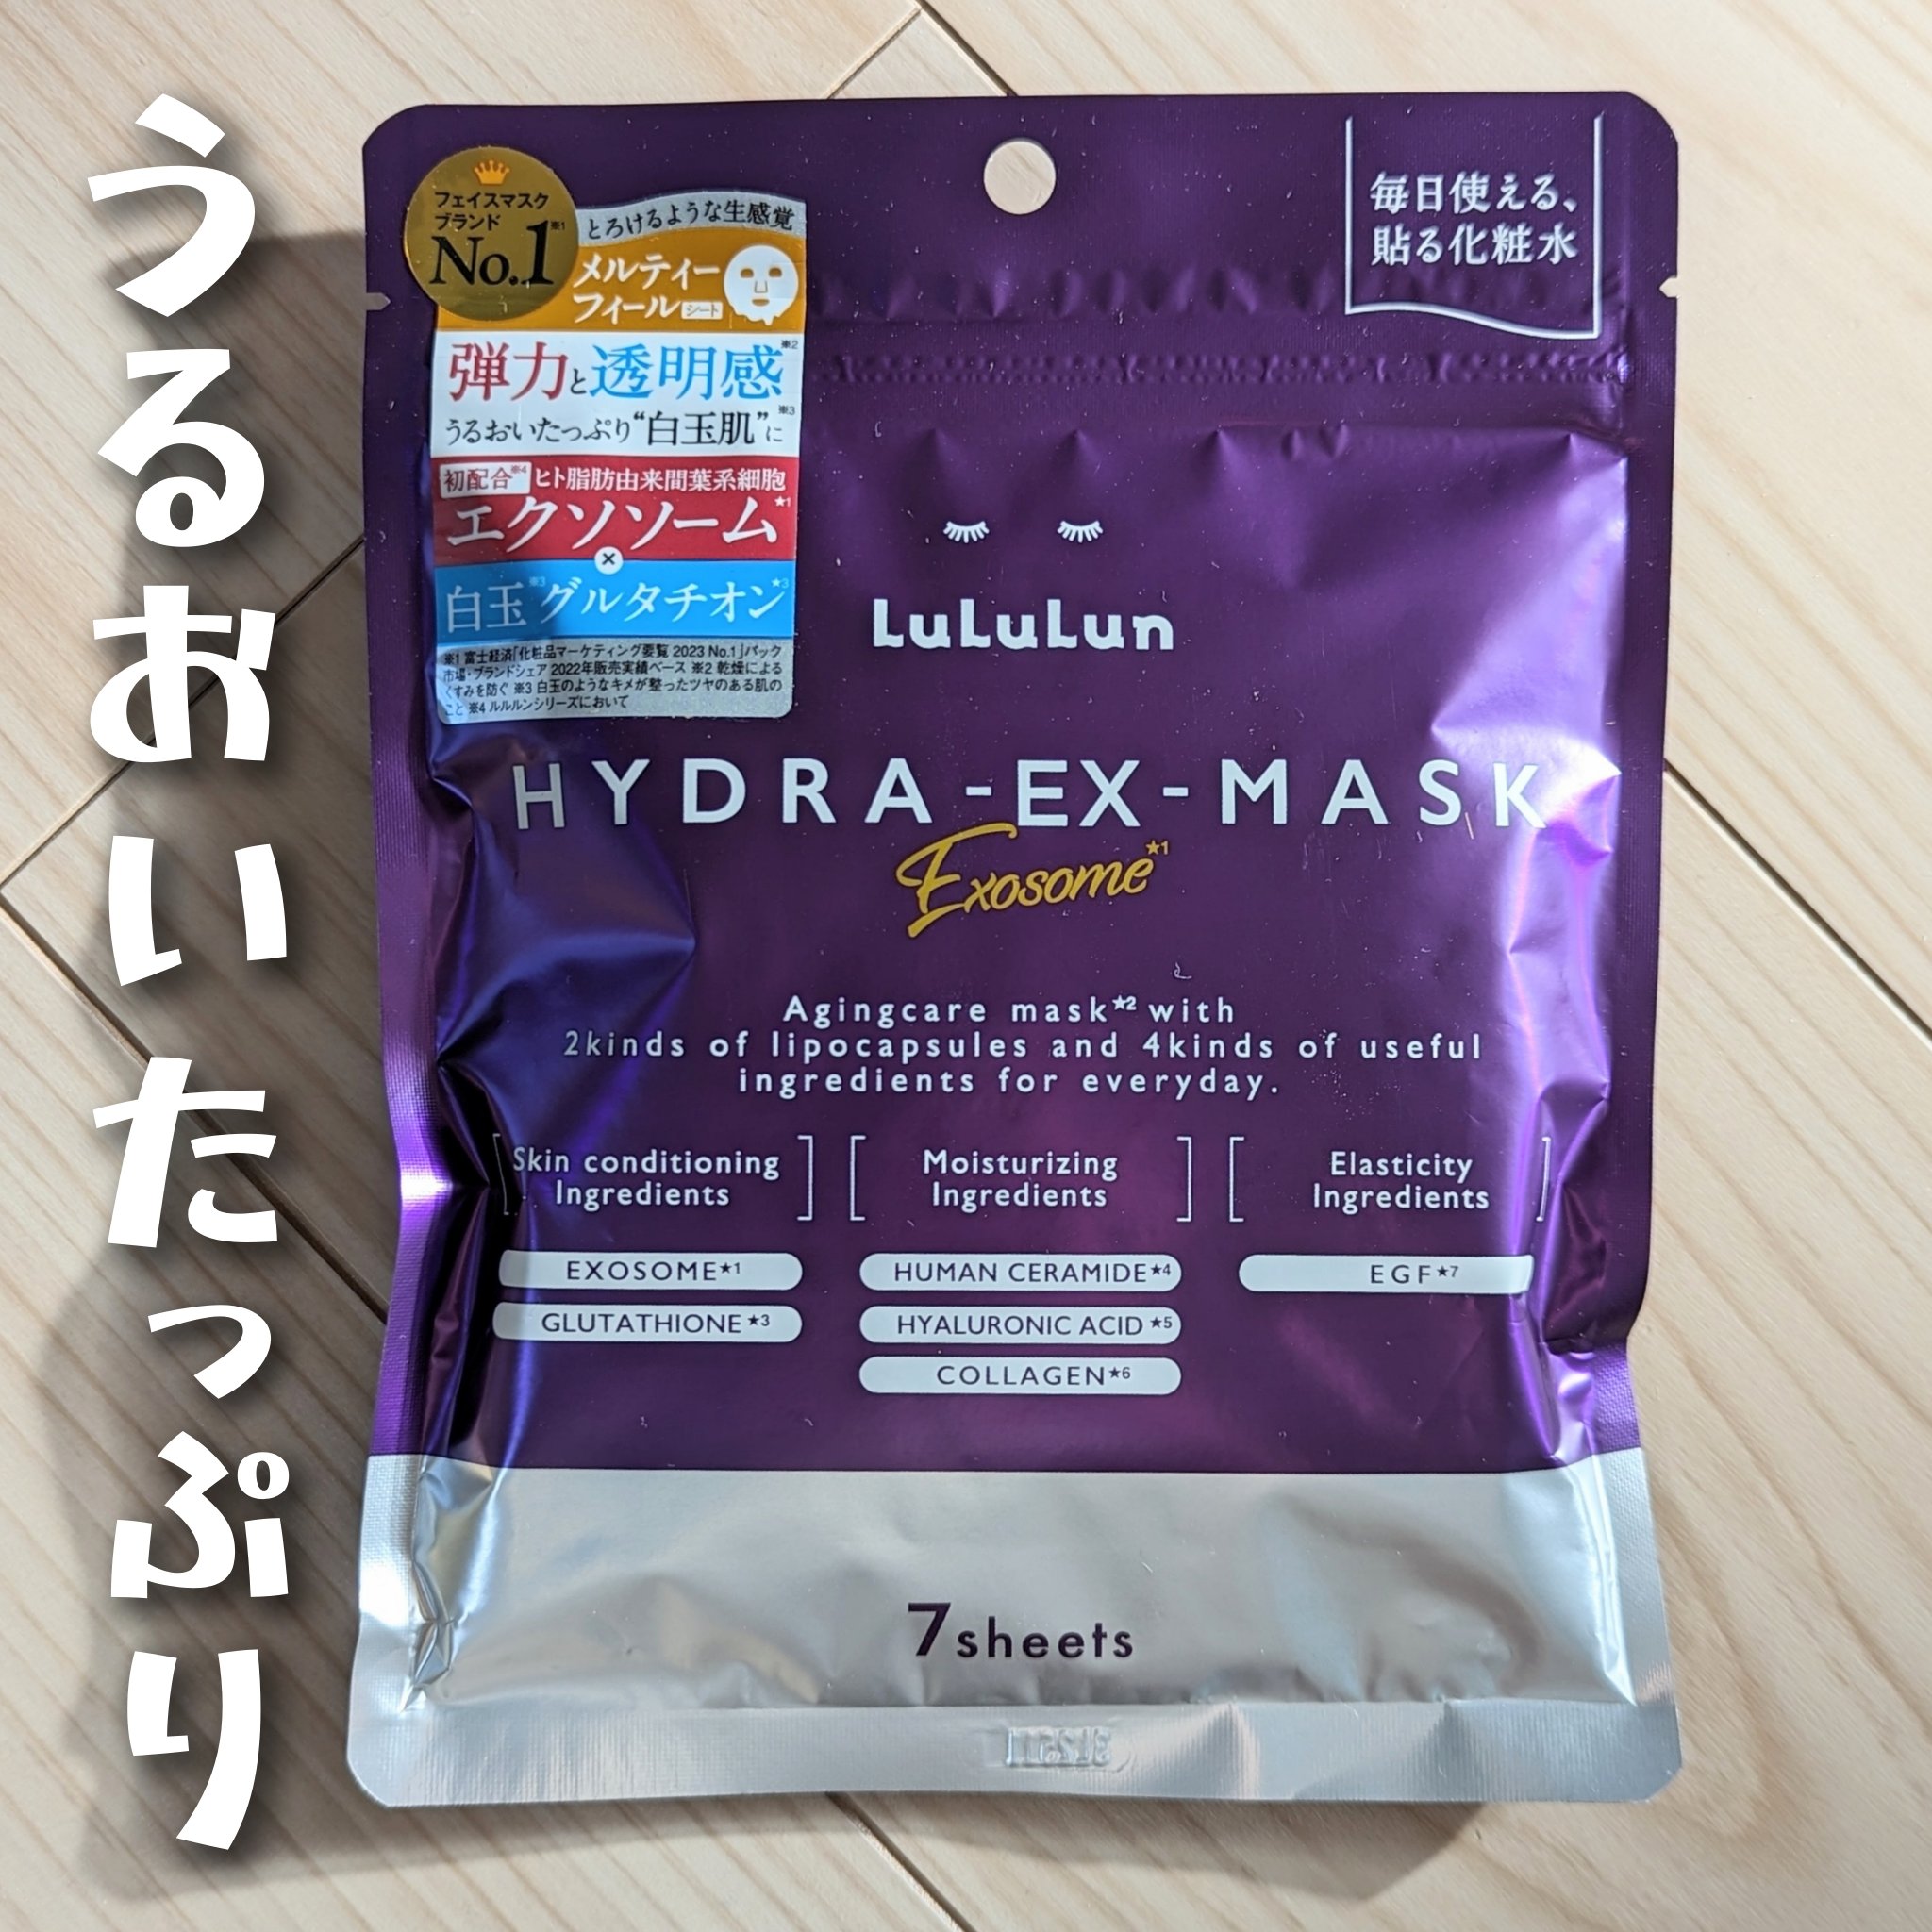 うるおいたっぷり
フェイスマスク
ブランド
No.1※1
とろけるような生感覚
メルティー
フィールシート
弾力と透明感※2
うるおいたっぷり“白玉肌”※3に
初配合※4 ヒト脂肪由来間葉系細胞
エクソソーム★1
×
白玉※3グルタチオン★3
※1 富士経済「化粧品マーケティング要覧 2023 No.1」パック
市場・ブランドシェア 2022年販売実績ベース ※2 乾燥による
くすみを防ぐ ※3 白玉のようなキメが整ったツヤのある肌の
こと ※4 ルルルンシリーズにおいて
毎日使える、
貼る化粧水
LuLuLun
HYDRA-EX-MASK
Exosome★1
Agingcare mask★2 with
2kinds of lipocapsules and 4kinds of useful
ingredients for everyday.
Skin conditioning
Ingredients
EXOSOME★1
GLUTATHIONE★3
Moisturizing
Ingredients
HUMAN CERAMIDE★4
HYALURONIC ACID★5
COLLAGEN★6
Elasticity
Ingredients
EGF★7
7sheets